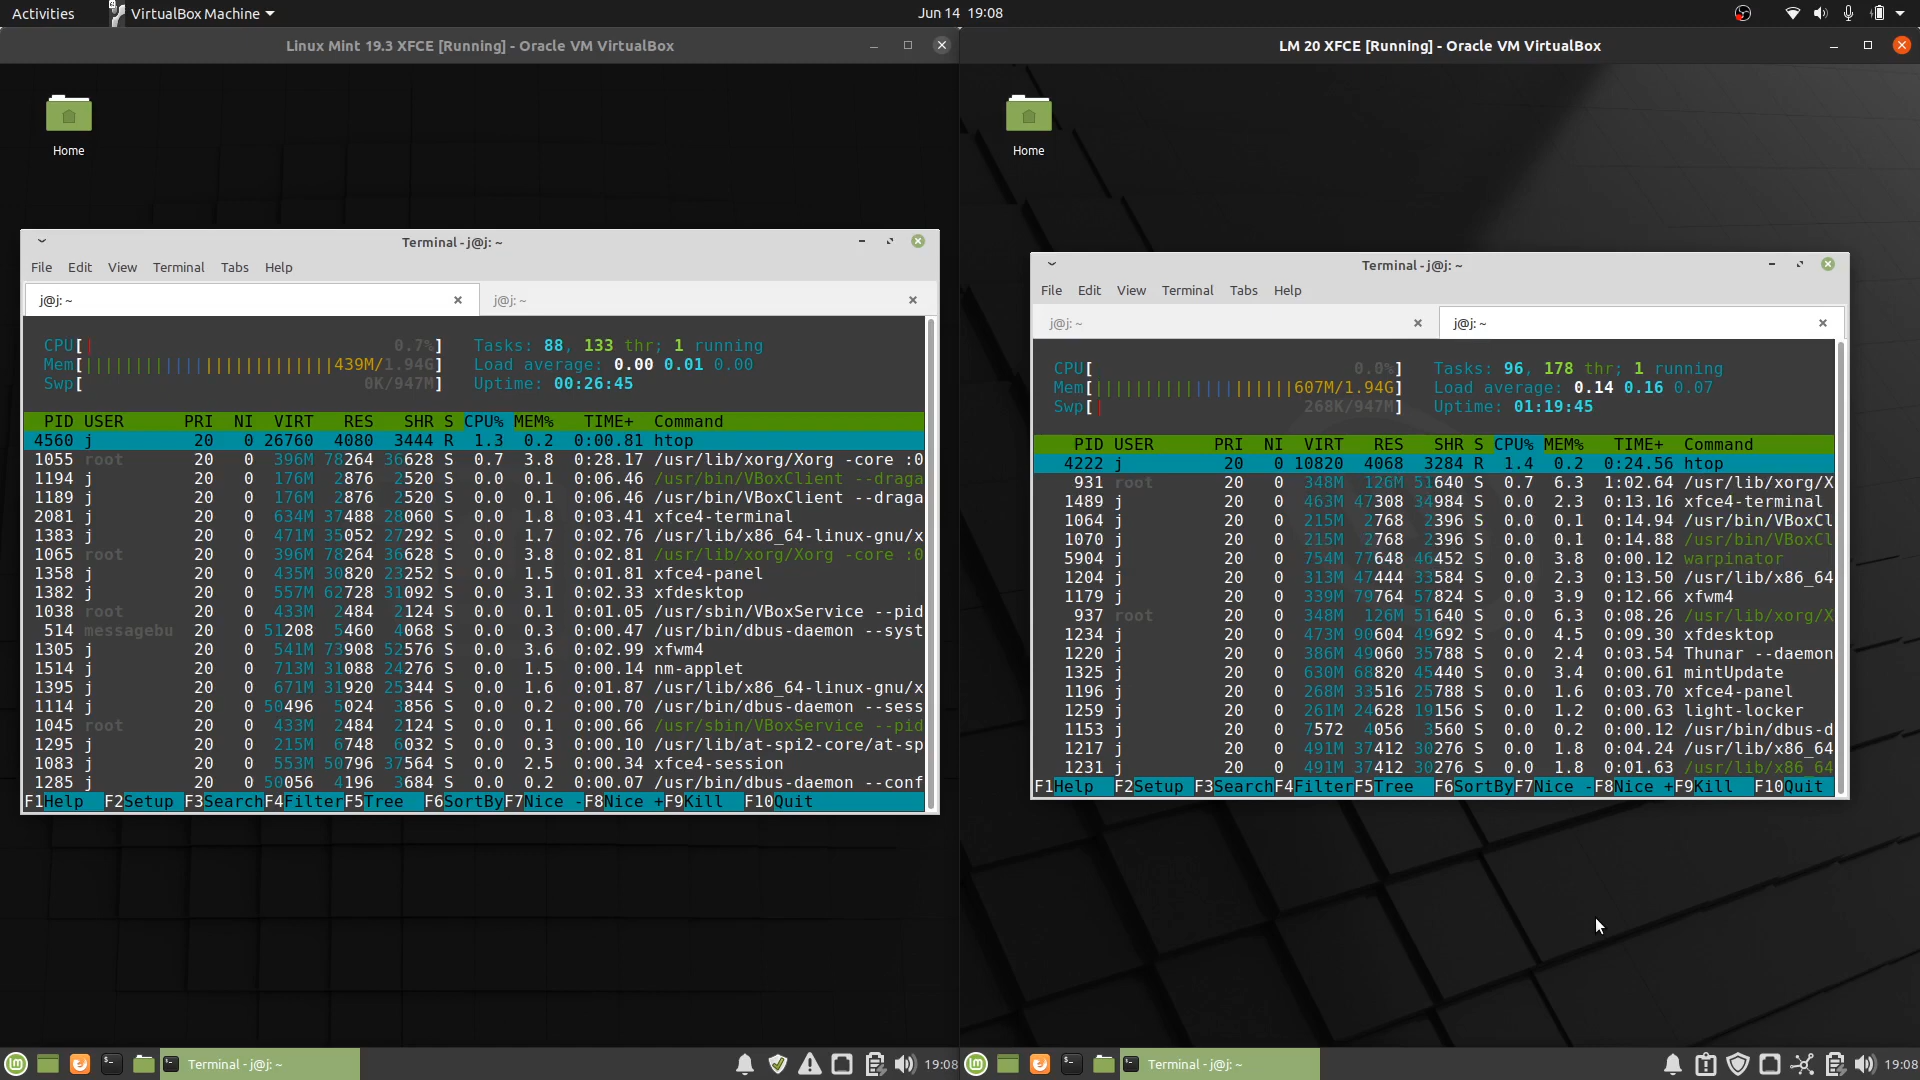 Activities
VirtualBox Machine
Jun 14 19:08
Linux Mint 19.3 XFCE [Running] - Oracle VM VirtualBox
Home
Terminal - j@j: ~
File Edit View Terminal Tabs Help
j@j: ~
j@j: ~
CPU[| 0.7%] Tasks: 88, 133 thr; 1 running
Mem[|||||||||||||||||||||||||439M/1.94G] Load average: 0.00 0.01 0.00
Swp[ 0K/947M] Uptime: 00:26:45
PID USER PRI NI VIRT RES SHR S CPU% MEM% TIME+ Command
4560 j 20 0 26760 4080 3444 R 1.3 0.2 0:00.81 htop
1055 root 20 0 396M 78264 36628 S 0.7 3.8 0:28.17 /usr/lib/xorg/Xorg -core :0
1194 j 20 0 176M 2876 2520 S 0.0 0.1 0:06.46 /usr/bin/VBoxClient --draga
1189 j 20 0 176M 2876 2520 S 0.0 0.1 0:06.46 /usr/bin/VBoxClient --draga
2081 j 20 0 634M 37488 28060 S 0.0 1.8 0:03.41 xfce4-terminal
1383 j 20 0 471M 35052 27292 S 0.0 1.7 0:02.76 /usr/lib/x86_64-linux-gnu/x
1065 root 20 0 396M 78264 36628 S 0.0 3.8 0:02.81 /usr/lib/xorg/Xorg -core :0
1358 j 20 0 435M 30820 23252 S 0.0 1.5 0:01.81 xfce4-panel
1382 j 20 0 557M 62728 31092 S 0.0 3.1 0:02.33 xfdesktop
1038 root 20 0 433M 2484 2124 S 0.0 0.1 0:01.05 /usr/sbin/VBoxService --pid
514 messagebu 20 0 51208 5460 4068 S 0.0 0.3 0:00.47 /usr/bin/dbus-daemon --syst
1305 j 20 0 541M 73908 52576 S 0.0 3.6 0:02.99 xfwm4
1514 j 20 0 713M 31088 24276 S 0.0 1.5 0:00.14 nm-applet
1395 j 20 0 671M 31920 25344 S 0.0 1.6 0:01.87 /usr/lib/x86_64-linux-gnu/x
1114 j 20 0 50496 5024 3856 S 0.0 0.2 0:00.70 /usr/bin/dbus-daemon --sess
1045 root 20 0 433M 2484 2124 S 0.0 0.1 0:00.66 /usr/sbin/VBoxService --pid
1295 j 20 0 215M 6748 6032 S 0.0 0.3 0:00.10 /usr/lib/at-spi2-core/at-sp
1083 j 20 0 553M 50796 37564 S 0.0 2.5 0:00.34 xfce4-session
1285 j 20 0 50056 4196 3684 S 0.0 0.2 0:00.07 /usr/bin/dbus-daemon --conf
F1Help F2Setup F3SearchF4FilterF5Tree F6SortByF7Nice -F8Nice +F9Kill F10Quit
Terminal - j@j: ~
19:08
LM 20 XFCE [Running] - Oracle VM VirtualBox
Home
Terminal - j@j: ~
File Edit View Terminal Tabs Help
j@j: ~
j@j: ~
CPU[ 0.0%] Tasks: 96, 178 thr; 1 running
Mem[||||||||||||||||||||607M/1.94G] Load average: 0.14 0.16 0.07
Swp[| 268K/947M] Uptime: 01:19:45
PID USER PRI NI VIRT RES SHR S CPU% MEM% TIME+ Command
4222 j 20 0 10820 4068 3284 R 1.4 0.2 0:24.56 htop
931 root 20 0 348M 126M 51640 S 0.7 6.3 1:02.64 /usr/lib/xorg/X
1489 j 20 0 463M 47308 34984 S 0.0 2.3 0:13.16 xfce4-terminal
1064 j 20 0 215M 2768 2396 S 0.0 0.1 0:14.94 /usr/bin/VBoxCl
1070 j 20 0 215M 2768 2396 S 0.0 0.1 0:14.88 /usr/bin/VBoxCl
5904 j 20 0 754M 77648 46452 S 0.0 3.8 0:00.12 warpinator
1204 j 20 0 313M 47444 33584 S 0.0 2.3 0:13.50 /usr/lib/x86_64
1179 j 20 0 339M 79764 57824 S 0.0 3.9 0:12.66 xfwm4
937 root 20 0 348M 126M 51640 S 0.0 6.3 0:08.26 /usr/lib/xorg/X
1234 j 20 0 473M 90604 49692 S 0.0 4.5 0:09.30 xfdesktop
1220 j 20 0 386M 49060 35788 S 0.0 2.4 0:03.54 Thunar --daemon
1325 j 20 0 630M 68820 45440 S 0.0 3.4 0:00.61 mintUpdate
1196 j 20 0 268M 33516 25788 S 0.0 1.6 0:03.70 xfce4-panel
1259 j 20 0 261M 24628 19156 S 0.0 1.2 0:00.63 light-locker
1153 j 20 0 7572 4056 3560 S 0.0 0.2 0:00.12 /usr/bin/dbus-d
1217 j 20 0 491M 37412 30276 S 0.0 1.8 0:04.24 /usr/lib/x86_64
1231 j 20 0 491M 37412 30276 S 0.0 1.8 0:01.63 /usr/lib/x86_64
F1Help F2Setup F3SearchF4FilterF5Tree F6SortByF7Nice -F8Nice +F9Kill F10Quit
Terminal - j@j: ~
19:08